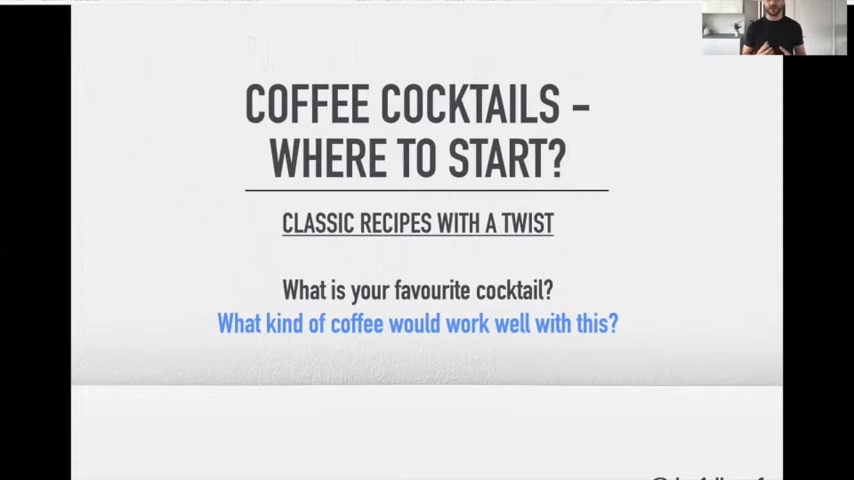 COFFEE COCKTAILS -
WHERE TO START?
CLASSIC RECIPES WITH A TWIST
What is your favourite cocktail?
What kind of coffee would work well with this?